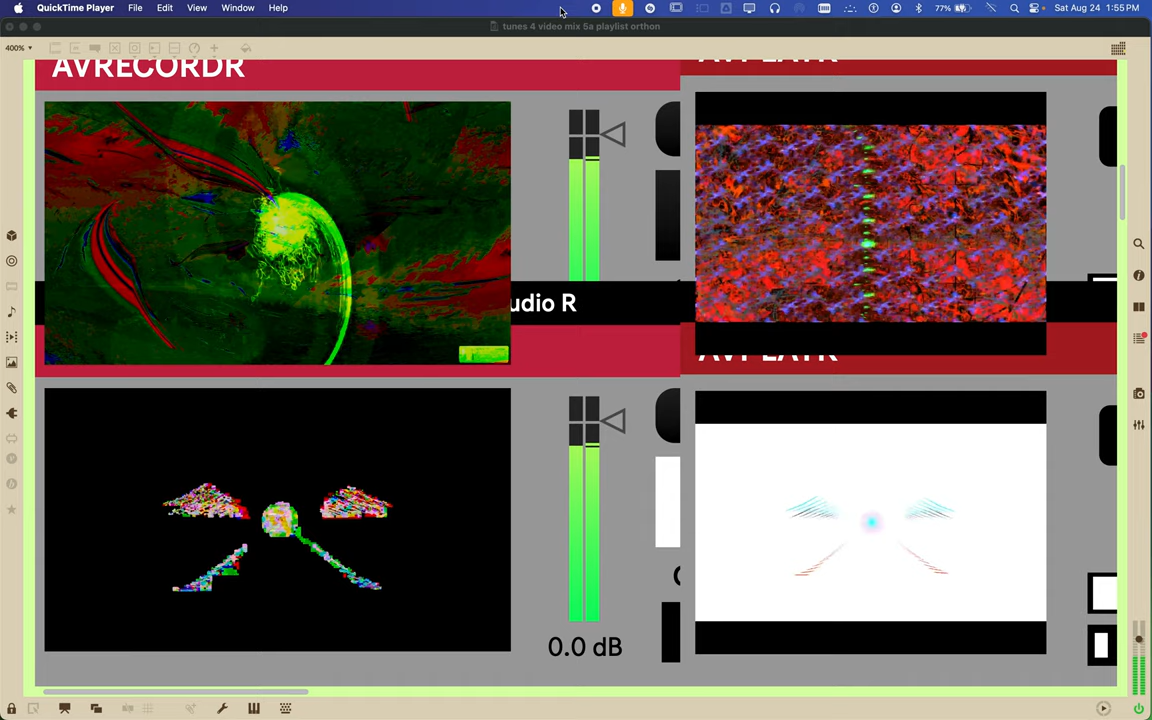 QuickTime Player File Edit View Window Help 77% Sat Aug 24 1:55 PM
tunes 4 video mix 5a playlist orthon
400%
AVRECORDR
udio R
0.0 dB